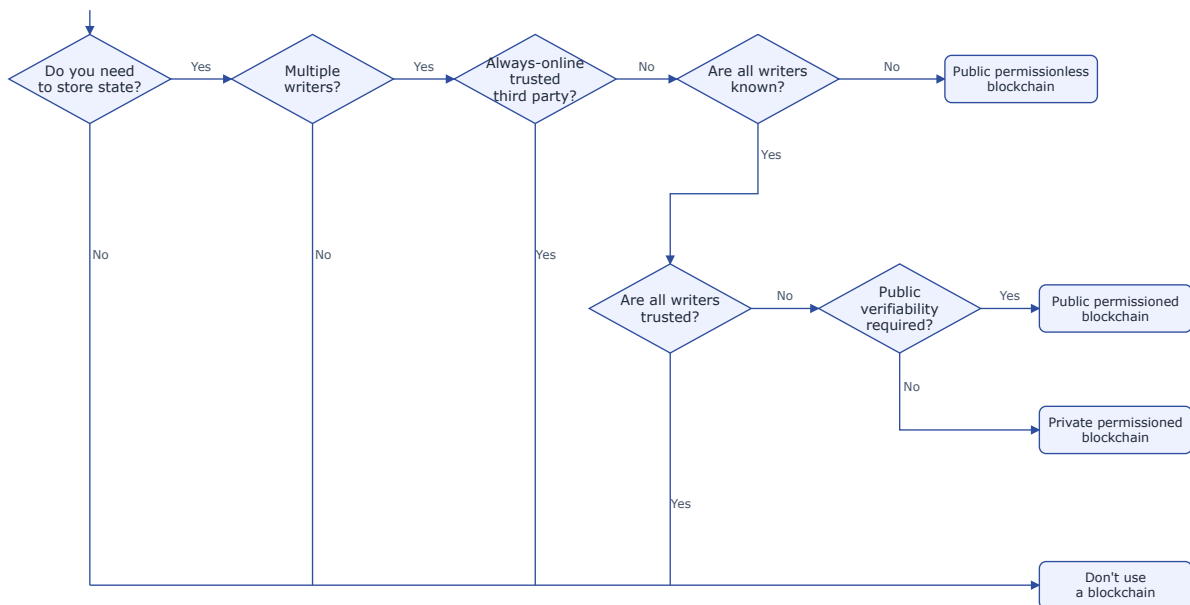 Do you need
to store state?
Yes
Multiple
writers?
Yes
Always-online
trusted
third party?
No
Are all writers
known?
No
Public permissionless
blockchain
Yes
No
No
Yes
Are all writers
trusted?
No
Public
verifiability
required?
Yes
Public permissioned
blockchain
No
Private permissioned
blockchain
Yes
Don't use
a blockchain